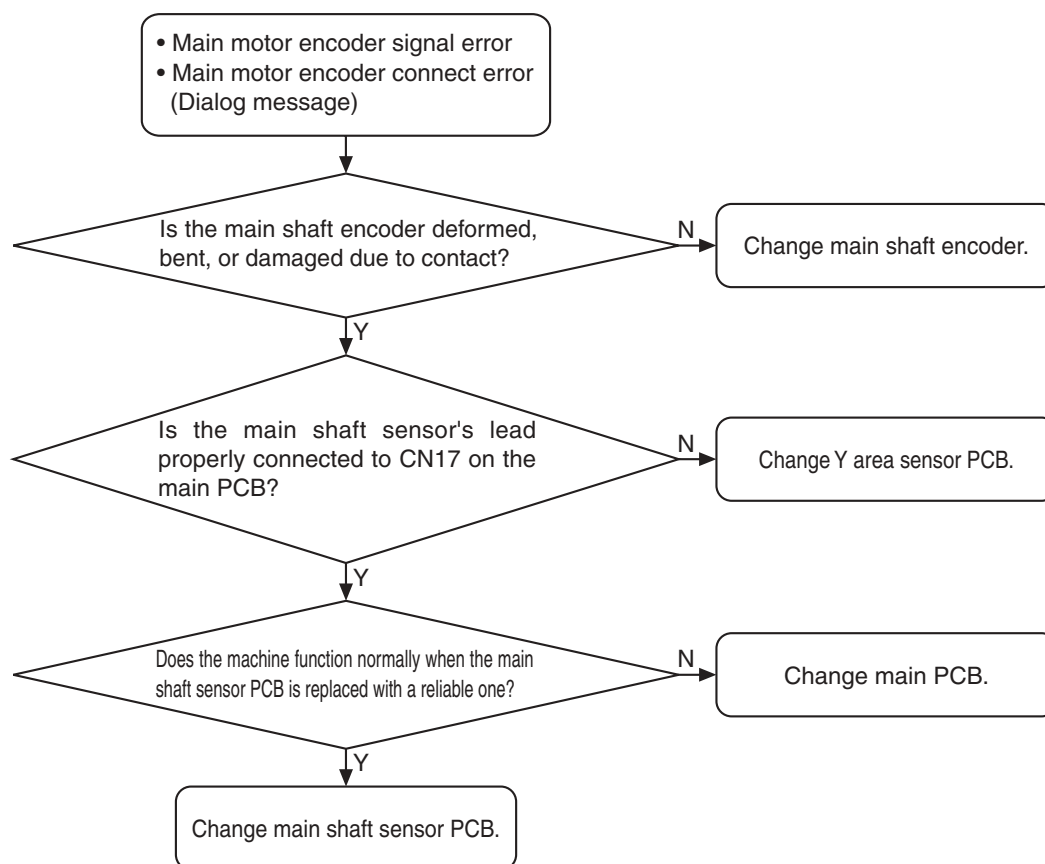 • Main motor encoder signal error
• Main motor encoder connect error
(Dialog message)
Is the main shaft encoder deformed,
bent, or damaged due to contact?
N
Change main shaft encoder.
Y
Is the main shaft sensor's lead
properly connected to CN17 on the
main PCB?
N
Change Y area sensor PCB.
Y
Does the machine function normally when the main
shaft sensor PCB is replaced with a reliable one?
N
Change main PCB.
Y
Change main shaft sensor PCB.